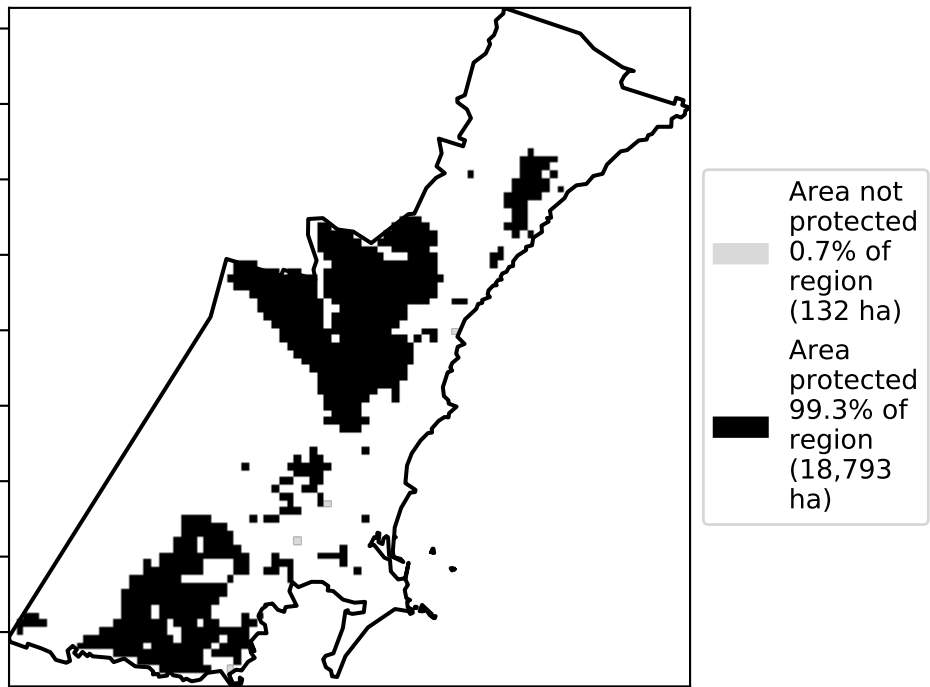 Area not
protected
0.7% of
region
(132 ha)
Area
protected
99.3% of
region
(18,793
ha)